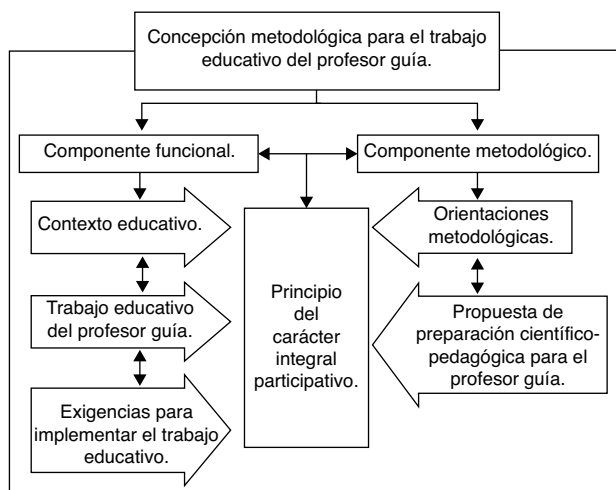 Concepción metodológica para el trabajo
educativo del profesor guía.
Componente funcional.
Componente metodológico.
Contexto educativo.
Orientaciones
metodológicas.
Trabajo educativo
del profesor guía.
Principio
del
carácter
integral
participativo.
Propuesta de
preparación científico-
pedagógica para el
profesor guía.
Exigencias para
implementar el trabajo
educativo.